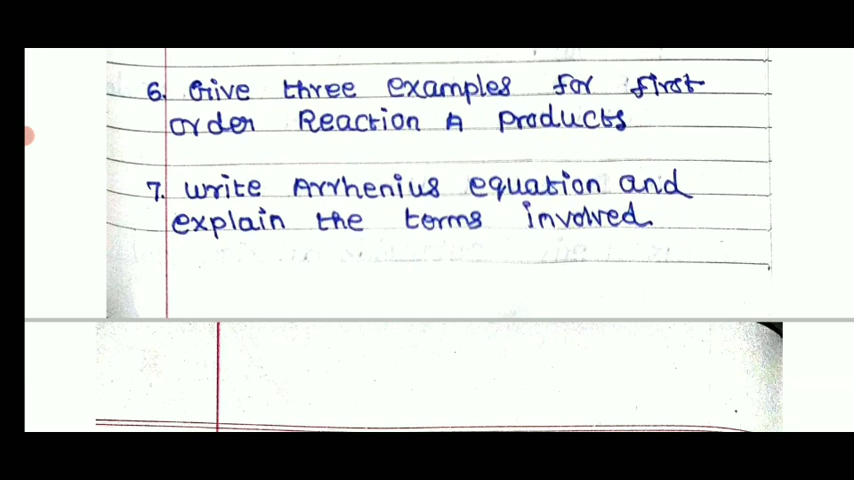 6. Give three examples for first
order Reaction A products
7. write Arrhenius equation and
explain the terms involved.